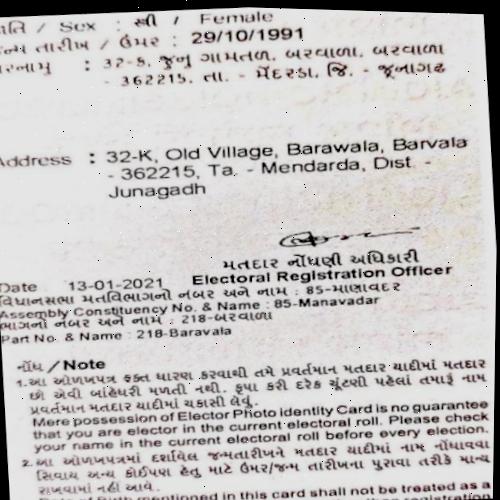 જાતિ / Sex : સ્ત્રી / Female
જન્મ તારીખ / ઉંમર : 29/10/1991
સરનામુ : ૩૨-ક, જુનુ ગામતળ, બરવાળા, બરવાળા
- ૩૬૨૨૧૫, તા. - મેંદરડા, જિ. - જૂનાગઢ
Address : 32-K, Old Village, Barawala, Barvala
- 362215, Ta. - Mendarda, Dist. -
Junagadh
મતદાર નોંધણી અધિકારી
Date 13-01-2021 Electoral Registration Officer
વિધાનસભા મતવિભાગનો નંબર અને નામ : 85-માણાવદર
Assembly Constituency No. & Name : 85-Manavadar
ભાગનો નંબર અને નામ : 218-બરવાળા
Part No. & Name : 218-Baravala
નોંધ / Note
1. આ ઓળખપત્ર ફક્ત ધારણ કરવાથી તમે પ્રવર્તમાન મતદાર યાદીમાં મતદાર
છો એવી બાંહેધરી મળતી નથી. કૃપા કરી દરેક ચૂંટણી પહેલાં તમારૂં નામ
પ્રવર્તમાન મતદાર યાદીમાં ચકાસી લેવું.
Mere possession of Elector Photo identity Card is no guarantee
that you are elector in the current electoral roll. Please check
your name in the current electoral roll before every election.
2. આ ઓળખપત્રમાં દર્શાવેલ જન્મતારીખને મતદાર યાદીમાં નામ નોંધાવવા
સિવાય અન્ય કોઈપણ હેતુ માટે ઉંમર/જન્મ તારીખના પુરાવા તરીકે માન્ય
રાખવામાં નહીં આવે.
Date of Birth mentioned in this card shall not be treated as a